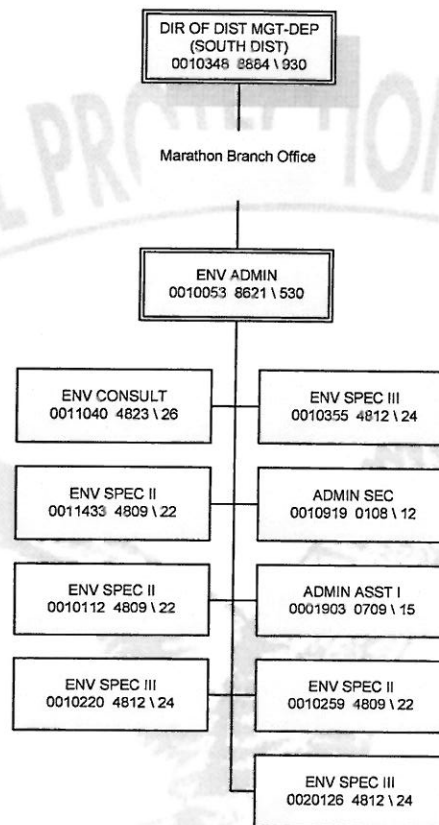 DIR OF DIST MGT-DEP
(SOUTH DIST)
0010348 8884 \ 930
Marathon Branch Office
ENV ADMIN
0010053 8621 \ 530
ENV CONSULT
0011040 4823 \ 26
ENV SPEC III
0010355 4812 \ 24
ENV SPEC II
0011433 4809 \ 22
ADMIN SEC
0010919 0108 \ 12
ENV SPEC II
0010112 4809 \ 22
ADMIN ASST I
0001903 0709 \ 15
ENV SPEC III
0010220 4812 \ 24
ENV SPEC II
0010259 4809 \ 22
ENV SPEC III
0020126 4812 \ 24
L PROTECTION